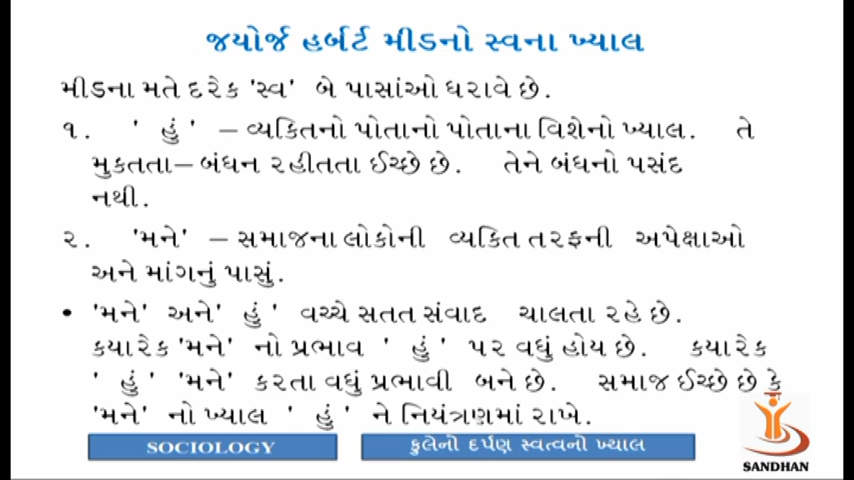 જયોર્જ હર્બર્ટ મીડનો સ્વના ખ્યાલ
મીડના મતે દરેક 'સ્વ' બે પાસાંઓ ધરાવે છે.
૧. ' હું ' – વ્યકિતનો પોતાનો પોતાના વિશેનો ખ્યાલ. તે
મુકતતા– બંધન રહીતતા ઈચ્છે છે. તેને બંધનો પસંદ
નથી.
૨. 'મને' – સમાજના લોકોની વ્યકિત તરફની અપેક્ષાઓ
અને માંગનું પાસું.
• 'મને' અને' હું ' વચ્ચે સતત સંવાદ ચાલતા રહે છે.
કયારેક 'મને' નો પ્રભાવ ' હું ' પર વધું હોય છે. કયારેક
' હું ' 'મને' કરતા વધું પ્રભાવી બને છે. સમાજ ઈચ્છે છે કે
'મને' નો ખ્યાલ ' હું ' ને નિયંત્રણમાં રાખે.
SOCIOLOGY
કુલેનો દર્પણ સ્વત્વનો ખ્યાલ
SANDHAN